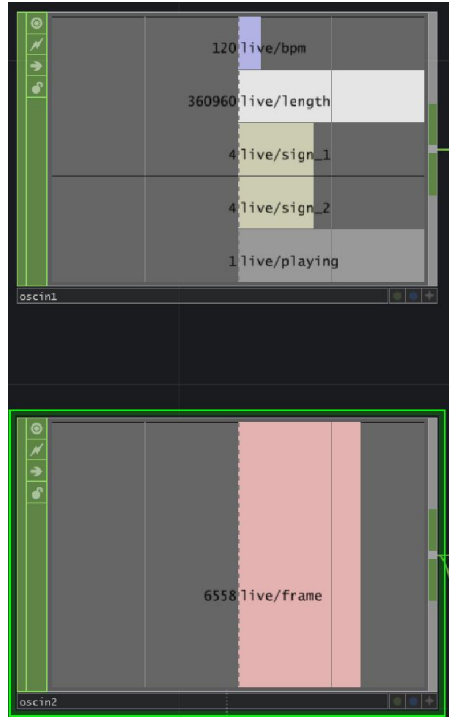 120 live/bpm
360960 live/length
4 live/sign_1
4 live/sign_2
1 live/playing
oscin1
6558 live/frame
oscin2